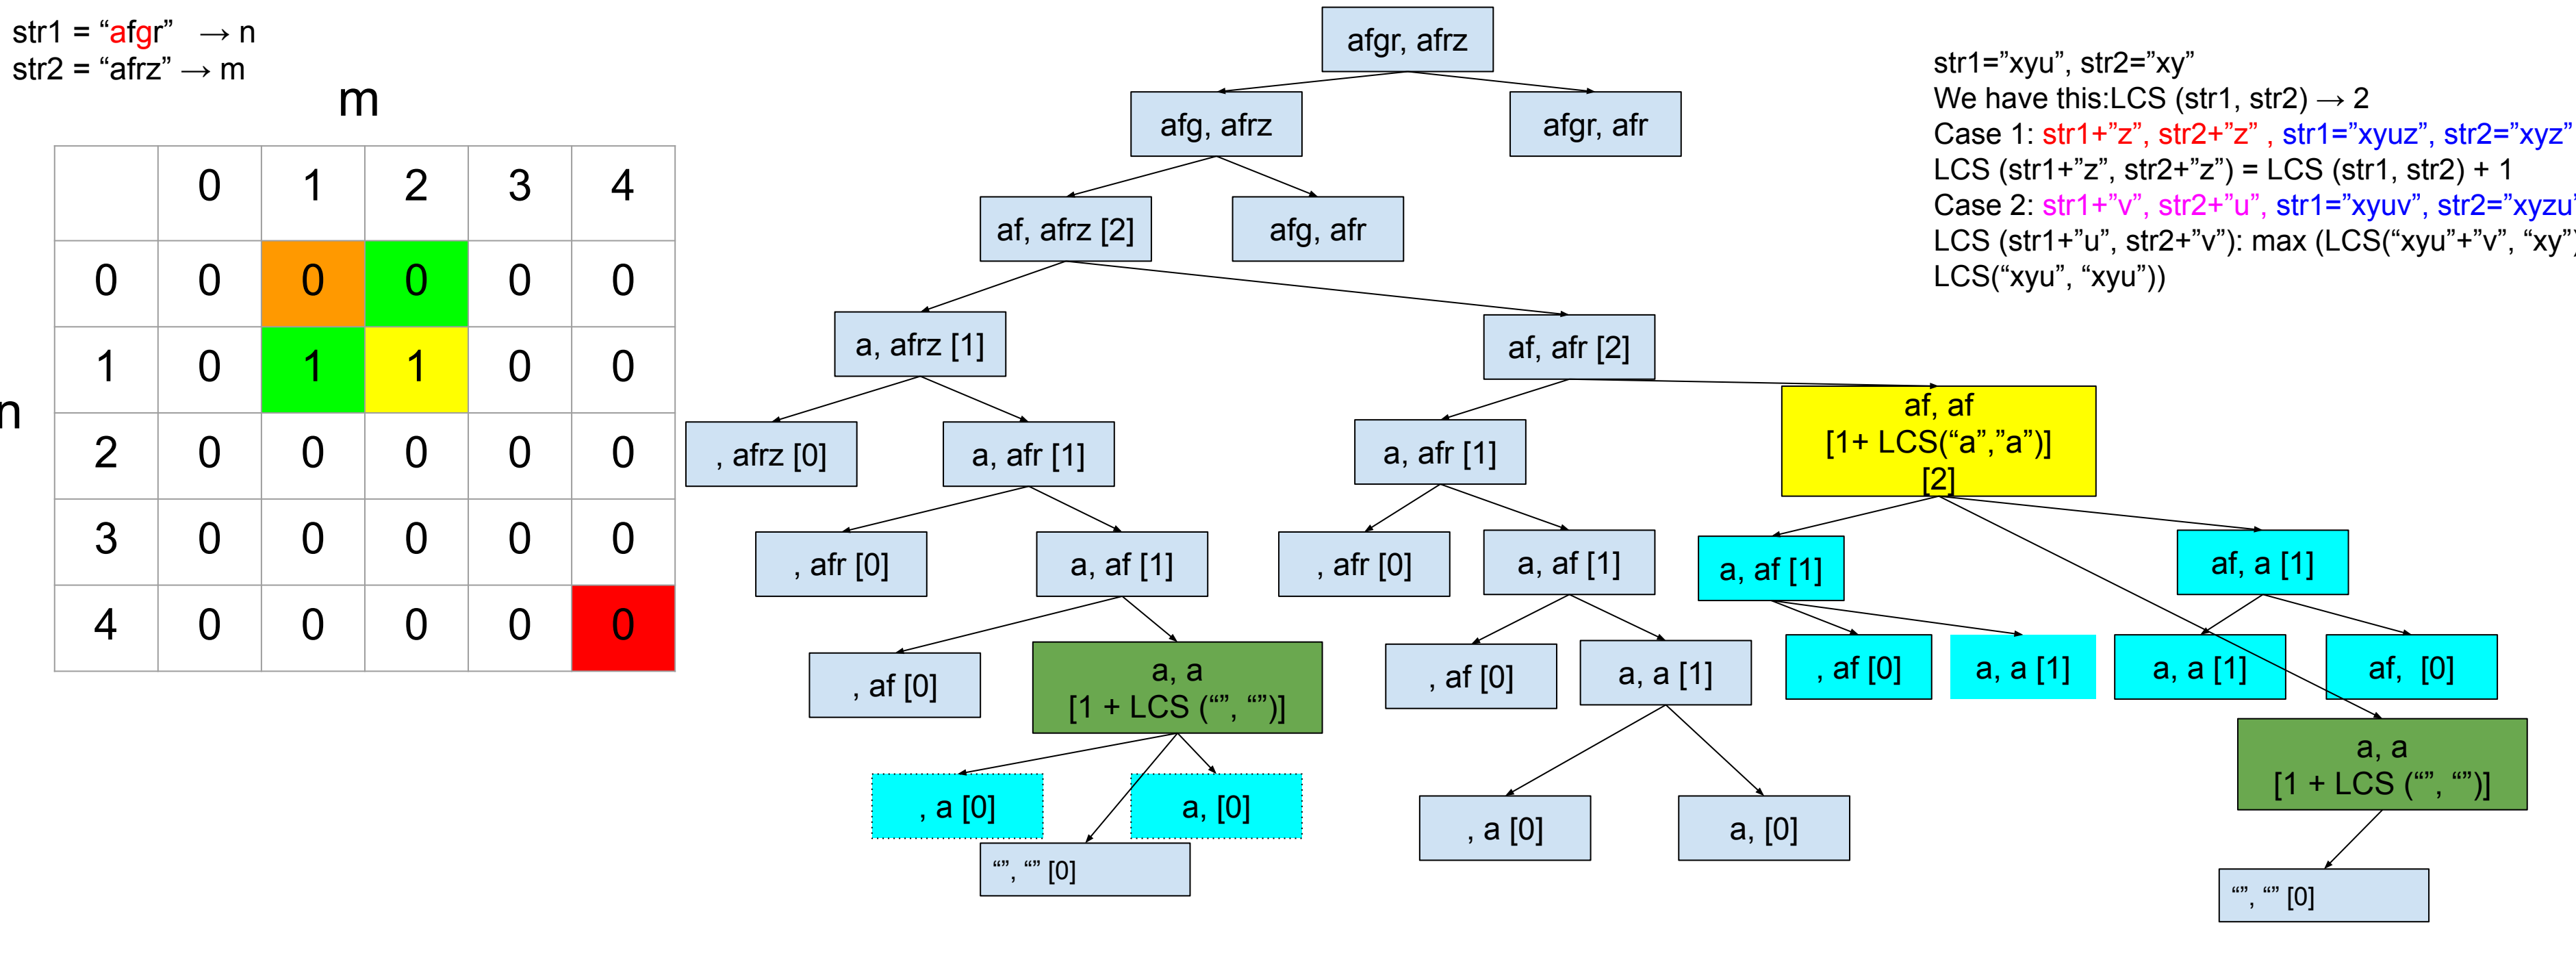 str1 = “afgr” → n
str2 = “afrz” → m
m
n
0 1 2 3 4
0 0 0 0 0 0
1 0 1 1 0 0
2 0 0 0 0 0
3 0 0 0 0 0
4 0 0 0 0 0
afgr, afrz
afg, afrz
afgr, afr
af, afrz [2]
afg, afr
a, afrz [1]
af, afr [2]
, afrz [0]
a, afr [1]
a, afr [1]
af, af
[1+ LCS(“a”,”a”)]
[2]
, afr [0]
a, af [1]
, afr [0]
a, af [1]
a, af [1]
af, a [1]
, af [0]
a, a
[1 + LCS (“”, “”)]
, af [0]
a, a [1]
, af [0]
a, a [1]
a, a [1]
af, [0]
, a [0]
a, [0]
“”, “” [0]
, a [0]
a, [0]
a, a
[1 + LCS (“”, “”)]
“”, “” [0]
str1=”xyu”, str2=”xy”
We have this:LCS (str1, str2) → 2
Case 1: str1+”z”, str2+”z” , str1=”xyuz”, str2=”xyz”
LCS (str1+”z”, str2+”z”) = LCS (str1, str2) + 1
Case 2: str1+”v”, str2+”u”, str1=”xyuv”, str2=”xyzu”
LCS (str1+”u”, str2+”v”): max (LCS(“xyu”+”v”, “xy”)
LCS(“xyu”, “xyu”))